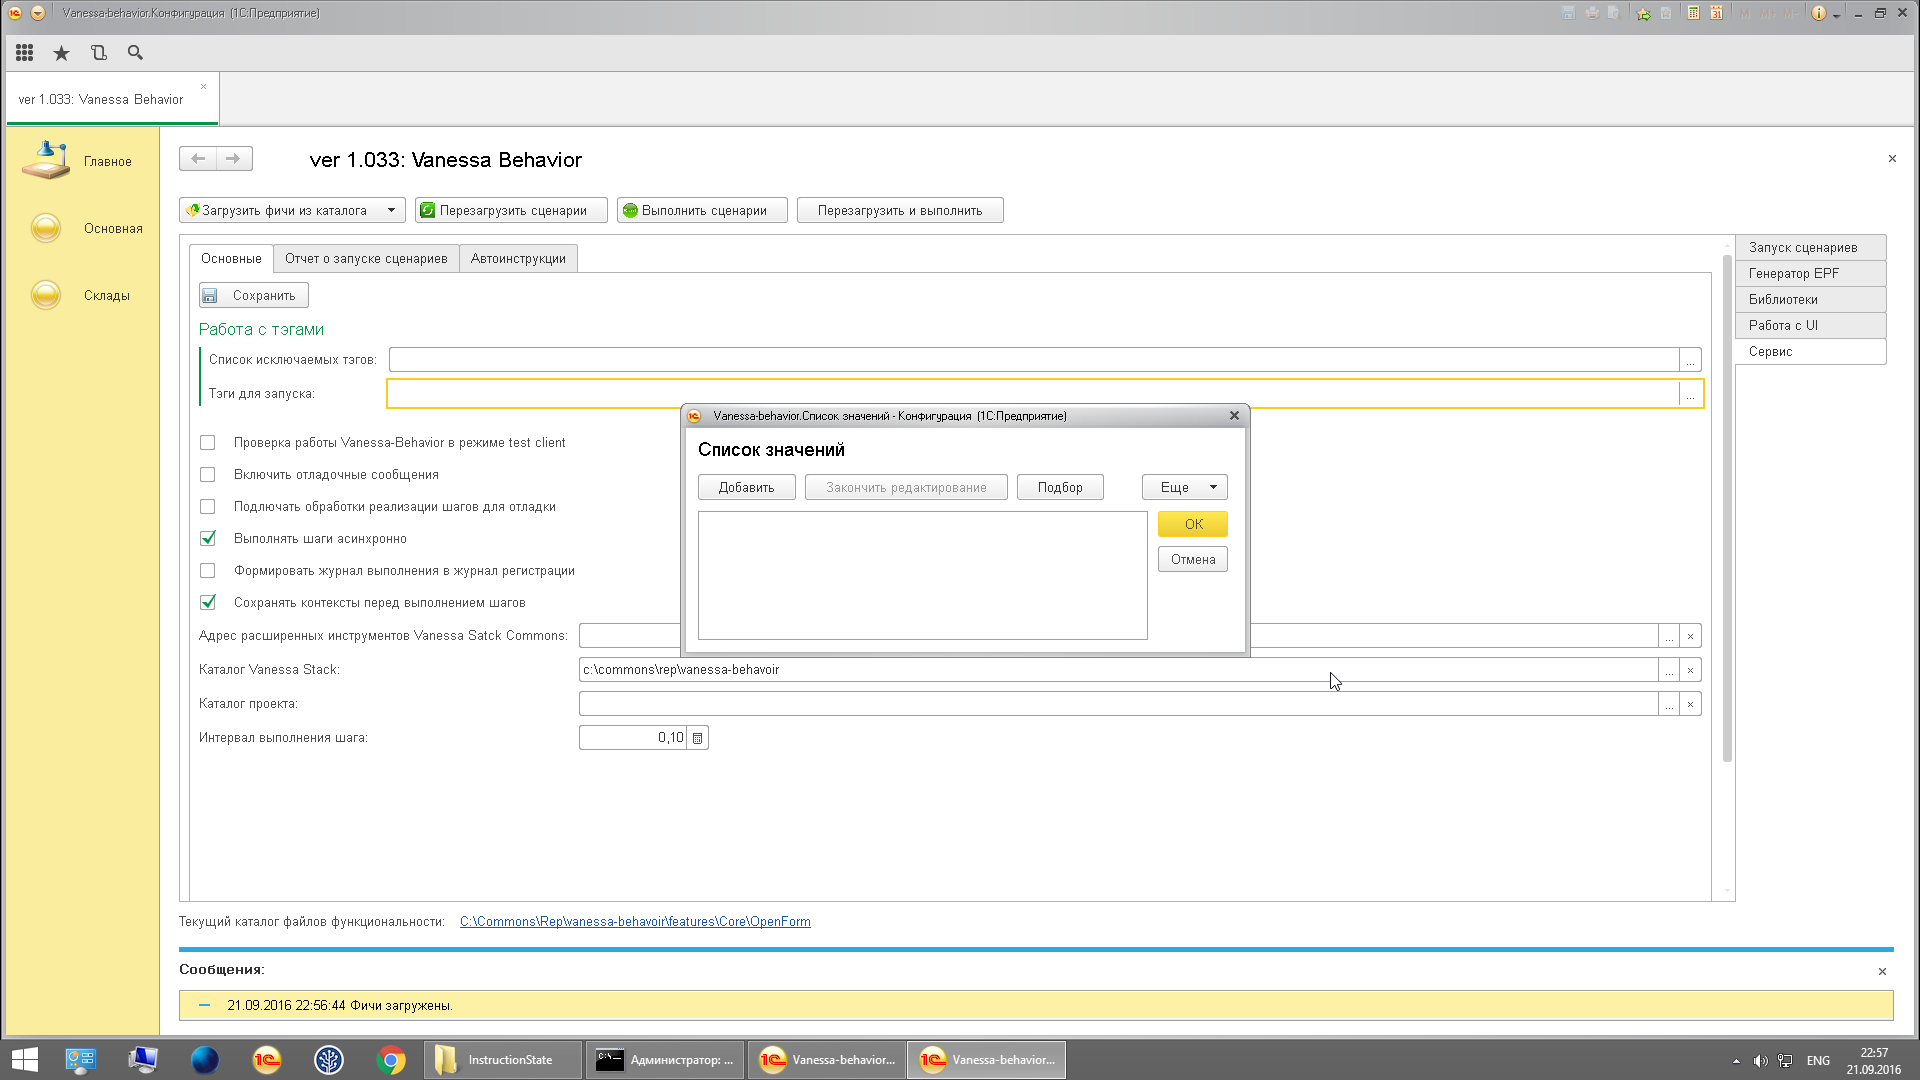 Vanessa-behavior.Конфигурация (1С:Предприятие)
ver 1.033: Vanessa Behavior
Главное
Основная
Склады
ver 1.033: Vanessa Behavior
Загрузить фичи из каталога
Перезагрузить сценарии
Выполнить сценарии
Перезагрузить и выполнить
Основные
Отчет о запуске сценариев
Автоинструкции
Запуск сценариев
Генератор EPF
Библиотеки
Работа с UI
Сервис
Сохранить
Работа с тэгами
Список исключаемых тэгов:
...
Тэги для запуска:
...
Проверка работы Vanessa-Behavior в режиме test client
Включить отладочные сообщения
Подлючать обработки реализации шагов для отладки
Выполнять шаги асинхронно
Формировать журнал выполнения в журнал регистрации
Сохранять контексты перед выполнением шагов
Адрес расширенных инструментов Vanessa Satck Commons:
...
Каталог Vanessa Stack:
c:\commons\rep\vanessa-behavoir
...
Каталог проекта:
...
Интервал выполнения шага:
0,10
Vanessa-behavior.Список значений - Конфигурация (1С:Предприятие)
Список значений
Добавить
Закончить редактирование
Подбор
Еще
ОК
Отмена
Текущий каталог файлов функциональности: C:\Commons\Rep\vanessa-behavoir\features\Core\OpenForm
Сообщения:
21.09.2016 22:56:44 Фичи загружены.
InstructionState
Администратор: ...
Vanessa-behavior...
Vanessa-behavior...
ENG
22:57
21.09.2016